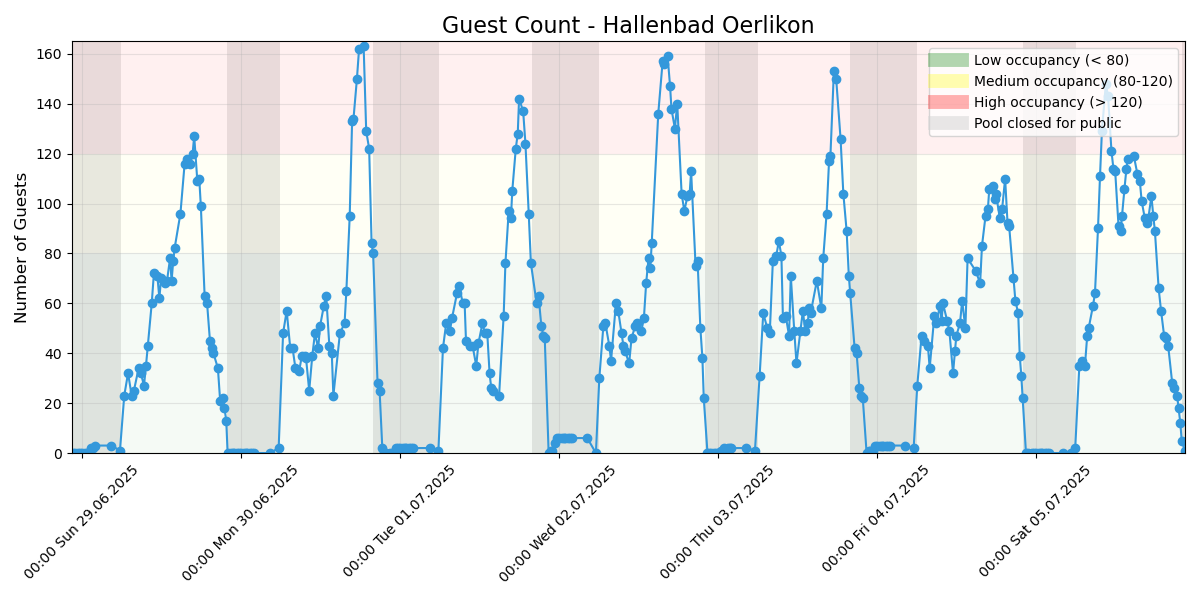 Guest Count - Hallenbad Oerlikon
Number of Guests
160
140
120
100
80
60
40
20
0
Low occupancy (< 80)
Medium occupancy (80-120)
High occupancy (> 120)
Pool closed for public
00:00 Sun 29.06.2025
00:00 Mon 30.06.2025
00:00 Tue 01.07.2025
00:00 Wed 02.07.2025
00:00 Thu 03.07.2025
00:00 Fri 04.07.2025
00:00 Sat 05.07.2025